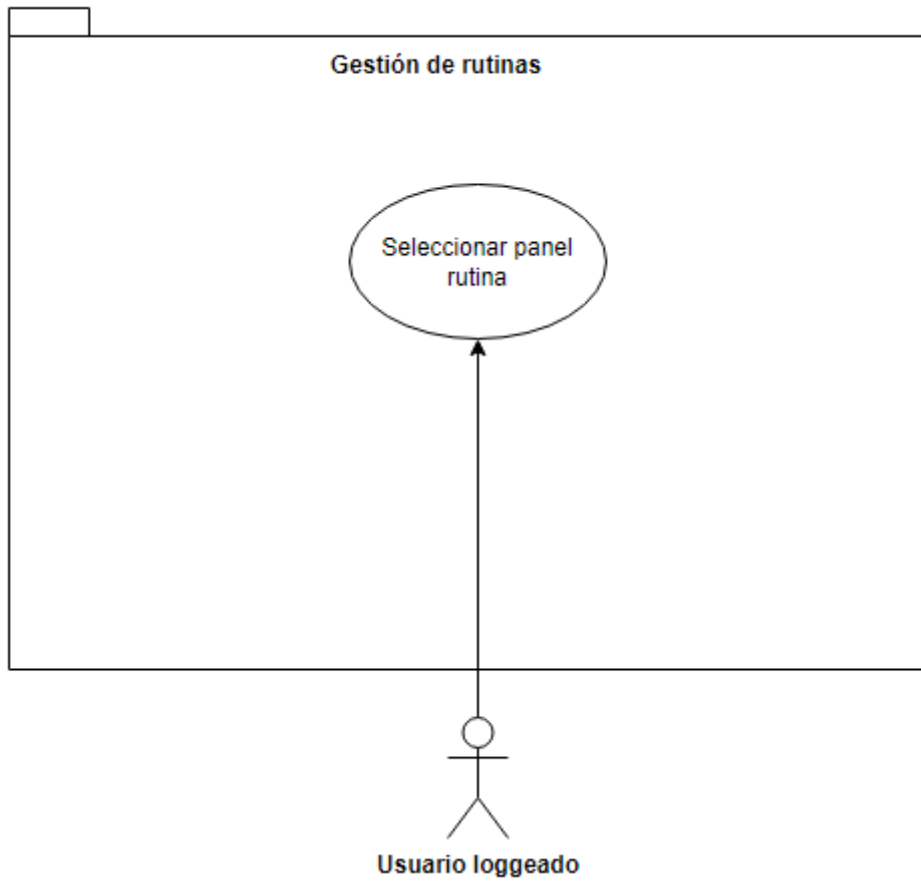 Gestión de rutinas
Seleccionar panel
rutina
Usuario loggeado